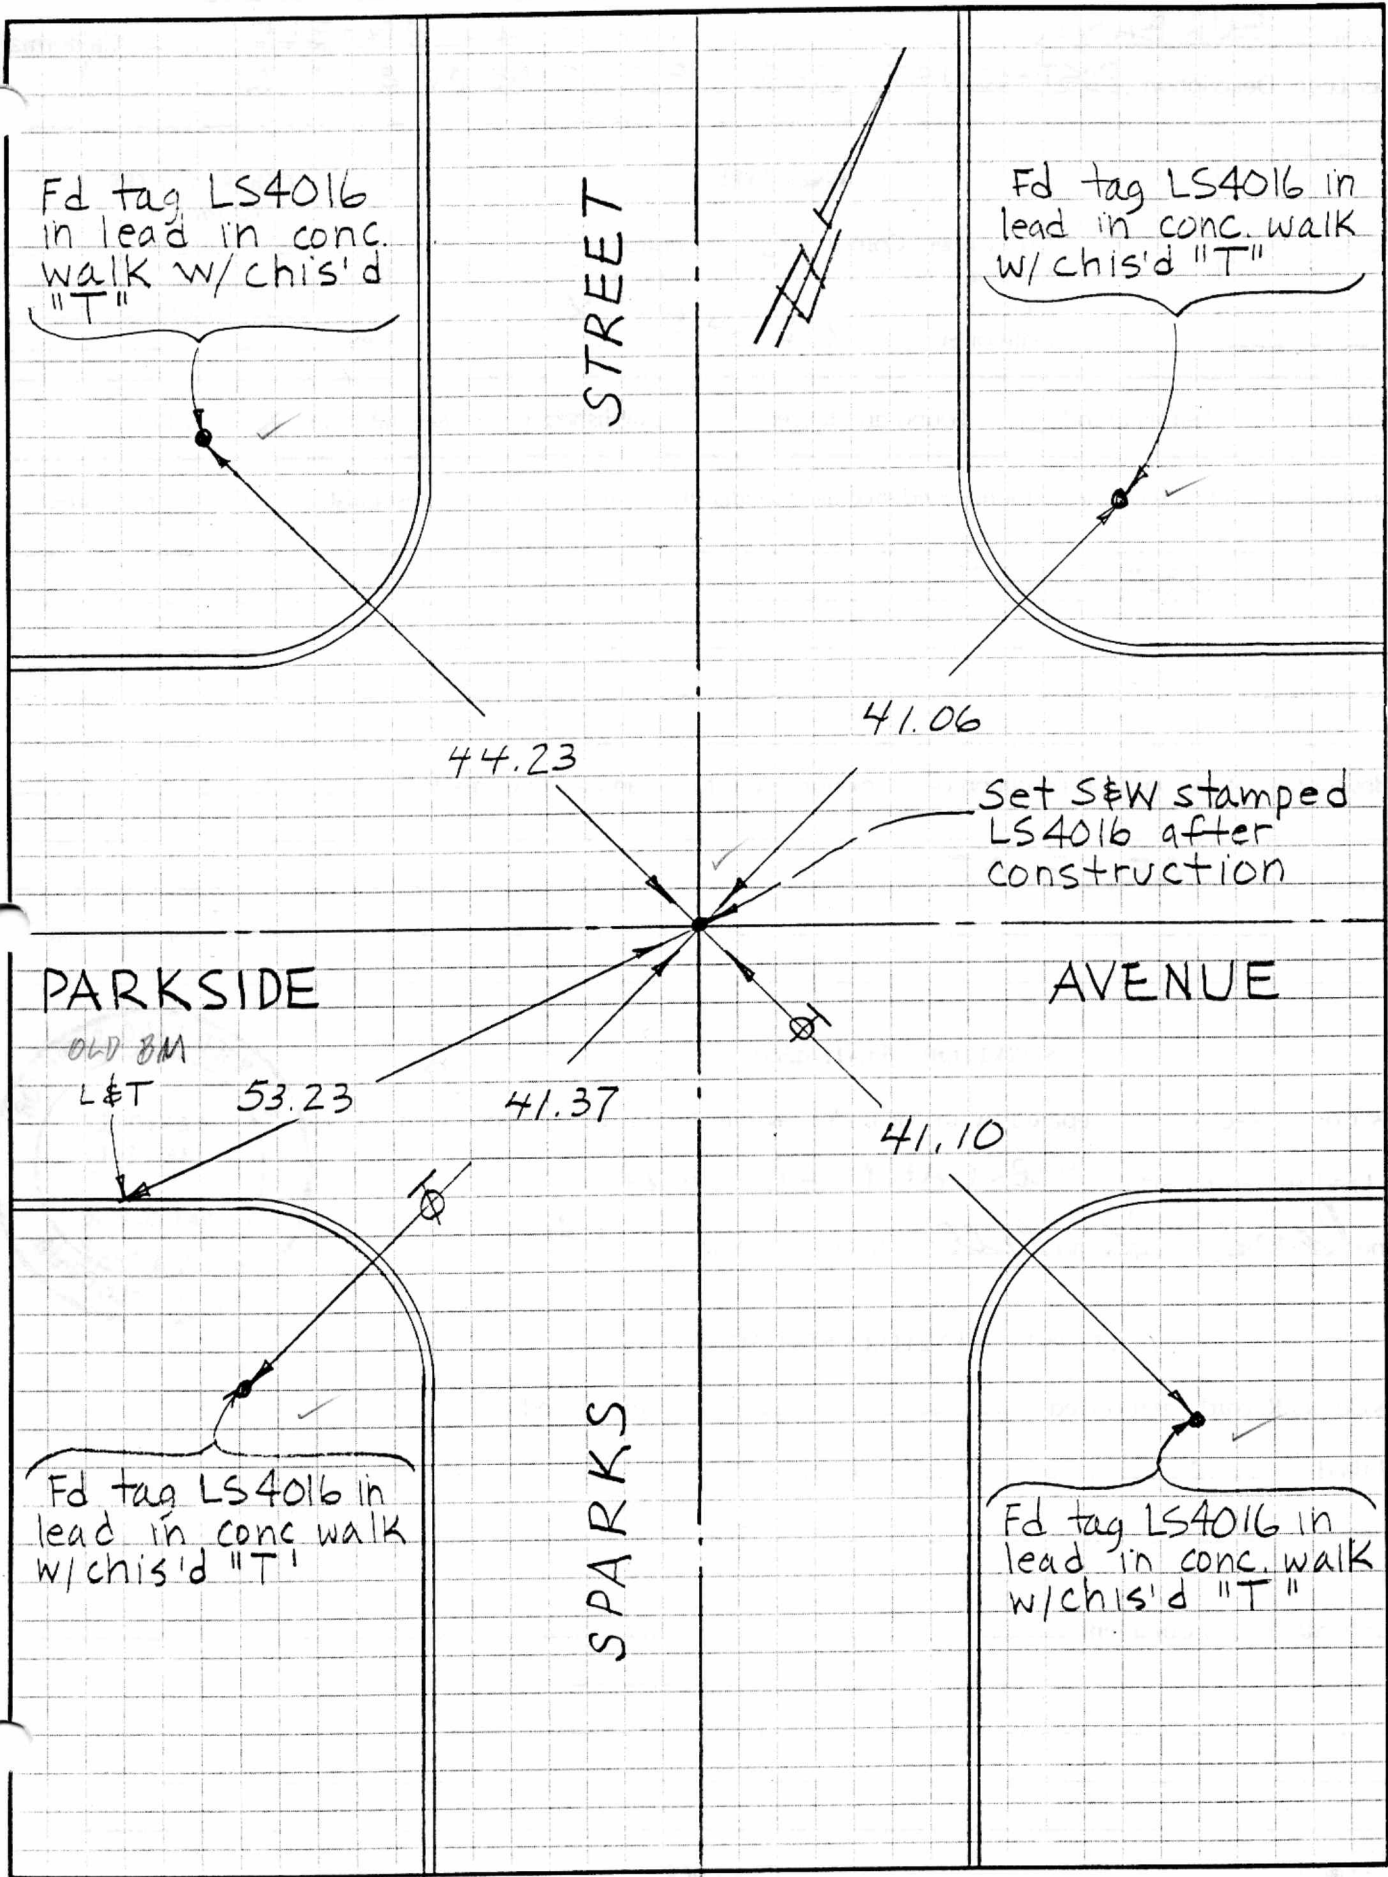 Fd tag LS4016
in lead in conc.
walk w/ chis'd
"T"
STREET
Fd tag LS4016 in
lead in conc. walk
w/ chis'd "T"
44.23
41.06
Set S&W stamped
LS4016 after
construction
PARKSIDE
AVENUE
OLD BM
L&T
53.23
41.37
41.10
Fd tag LS4016 in
lead in conc walk
w/ chis'd "T'
SPARKS
Fd tag LS4016 in
lead in conc. walk
w/chis'd "T"